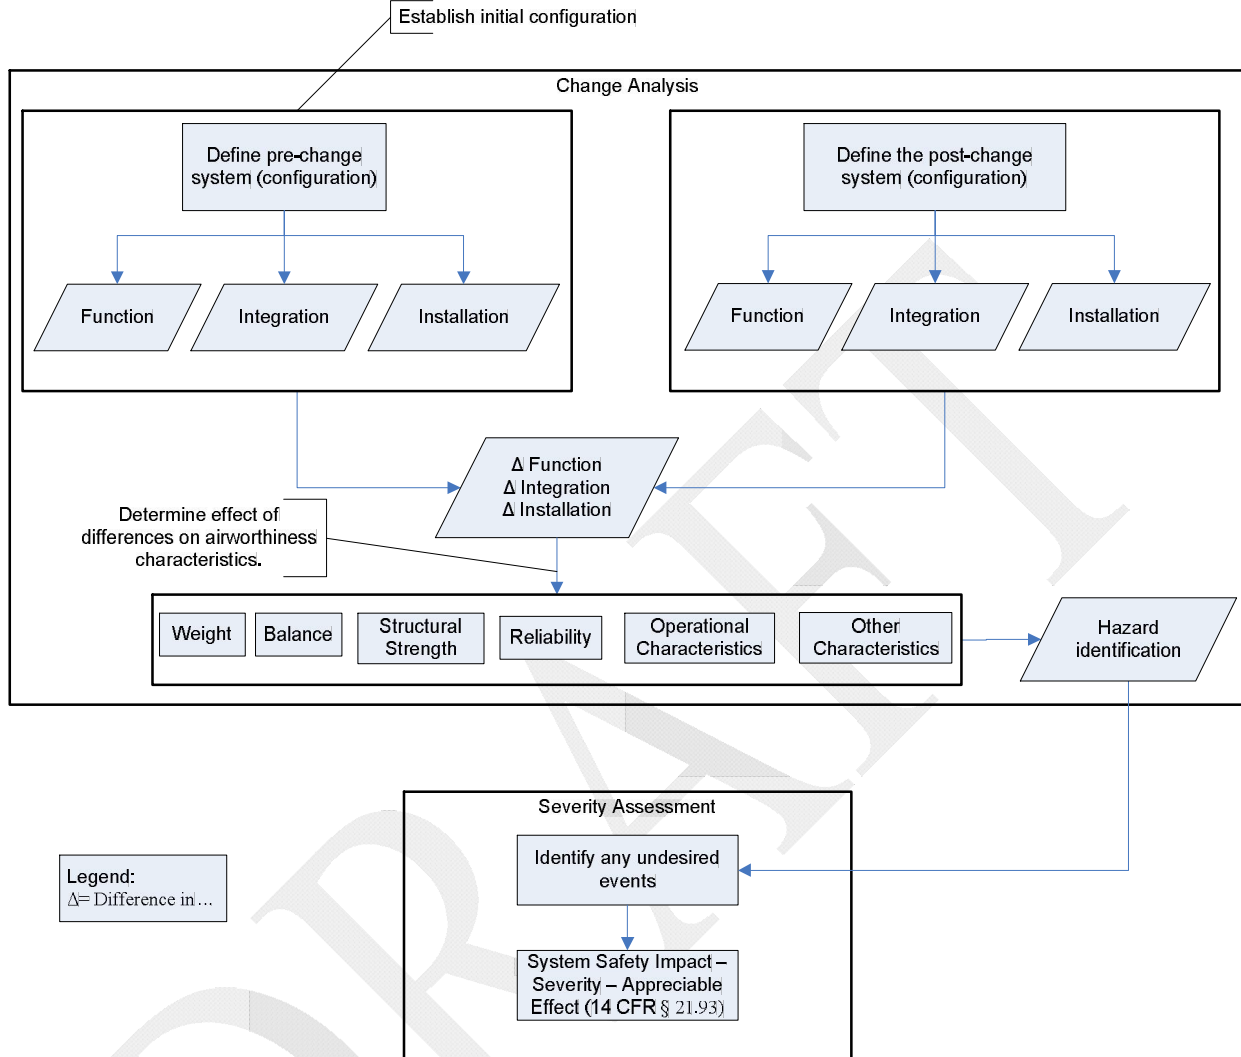 Establish initial configuration
Change Analysis
Define pre-change
system (configuration)
Define the post-change
system (configuration)
Function
Integration
Installation
Function
Integration
Installation
Δ Function
Δ Integration
Δ Installation
Determine effect of
differences on airworthiness
characteristics.
Weight
Balance
Structural
Strength
Reliability
Operational
Characteristics
Other
Characteristics
Hazard
identification
Severity Assessment
Identify any undesired
events
Legend:
Δ= Difference in…
System Safety Impact –
Severity – Appreciable
Effect (14 CFR § 21.93)
DRAFT